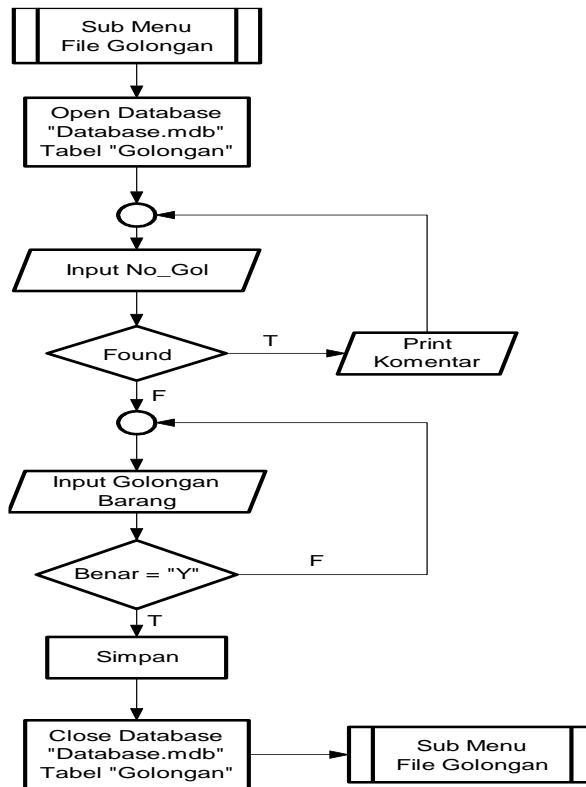 Sub Menu
File Golongan
Open Database
"Database.mdb"
Tabel "Golongan"
Input No_Gol
Found
T
Print
Komentar
F
Input Golongan
Barang
Benar = "Y"
F
T
Simpan
Close Database
"Database.mdb"
Tabel "Golongan"
Sub Menu
File Golongan